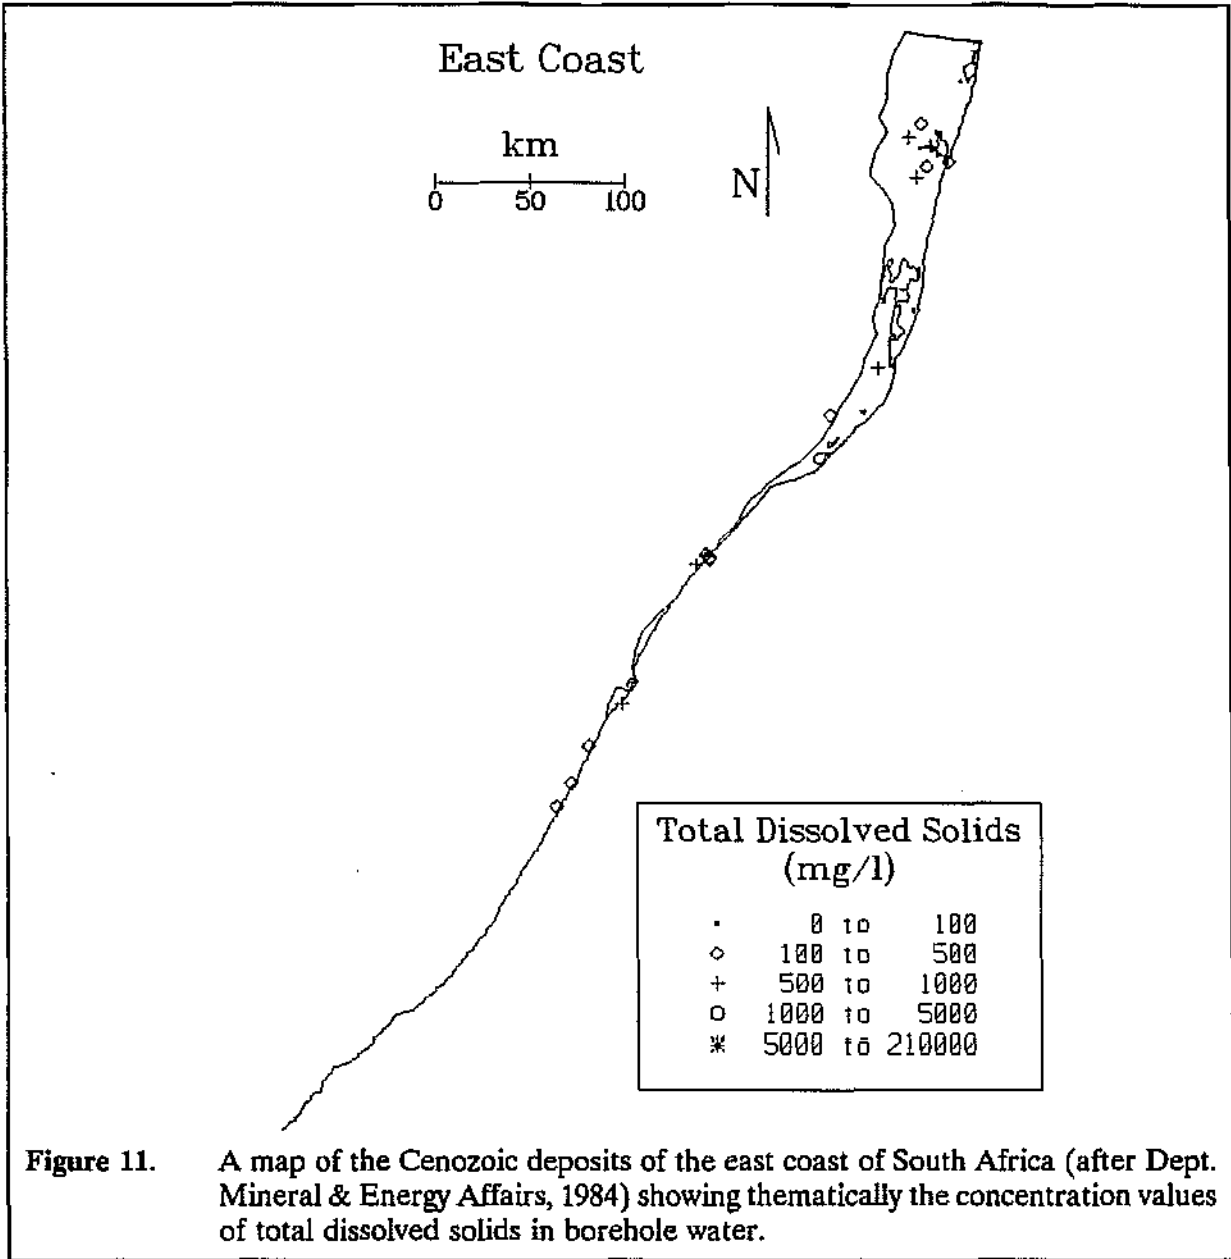 East Coast
km
0 50 100
N
Total Dissolved Solids
(mg/l)
0 to 100
100 to 500
500 to 1000
1000 to 5000
5000 to 210000
Figure 11. A map of the Cenozoic deposits of the east coast of South Africa (after Dept.
Mineral & Energy Affairs, 1984) showing thematically the concentration values
of total dissolved solids in borehole water.